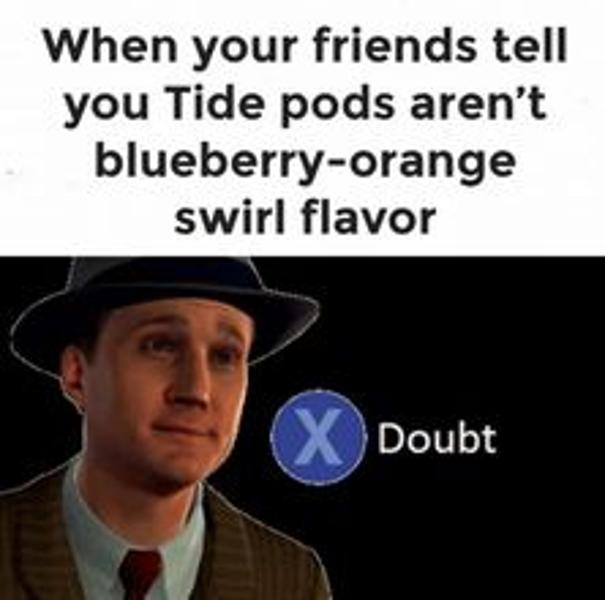 When your friends tell
you Tide pods aren't
blueberry-orange
swirl flavor
X Doubt